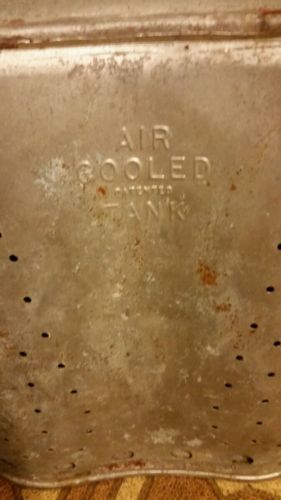 AIR
COOLED
PATENTED
TANK